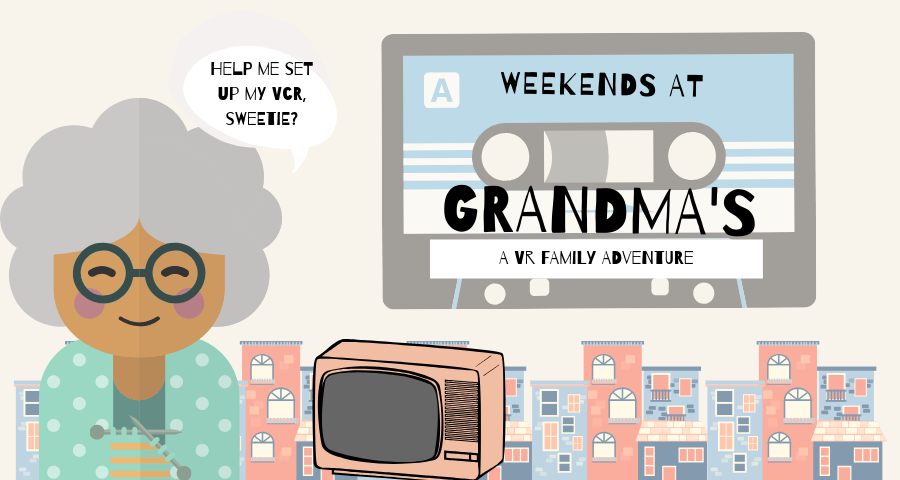 HELP ME SET
UP MY VCR,
SWEETIE?
A
WEEKENDS AT
GRANDMA'S
A VR FAMILY ADVENTURE